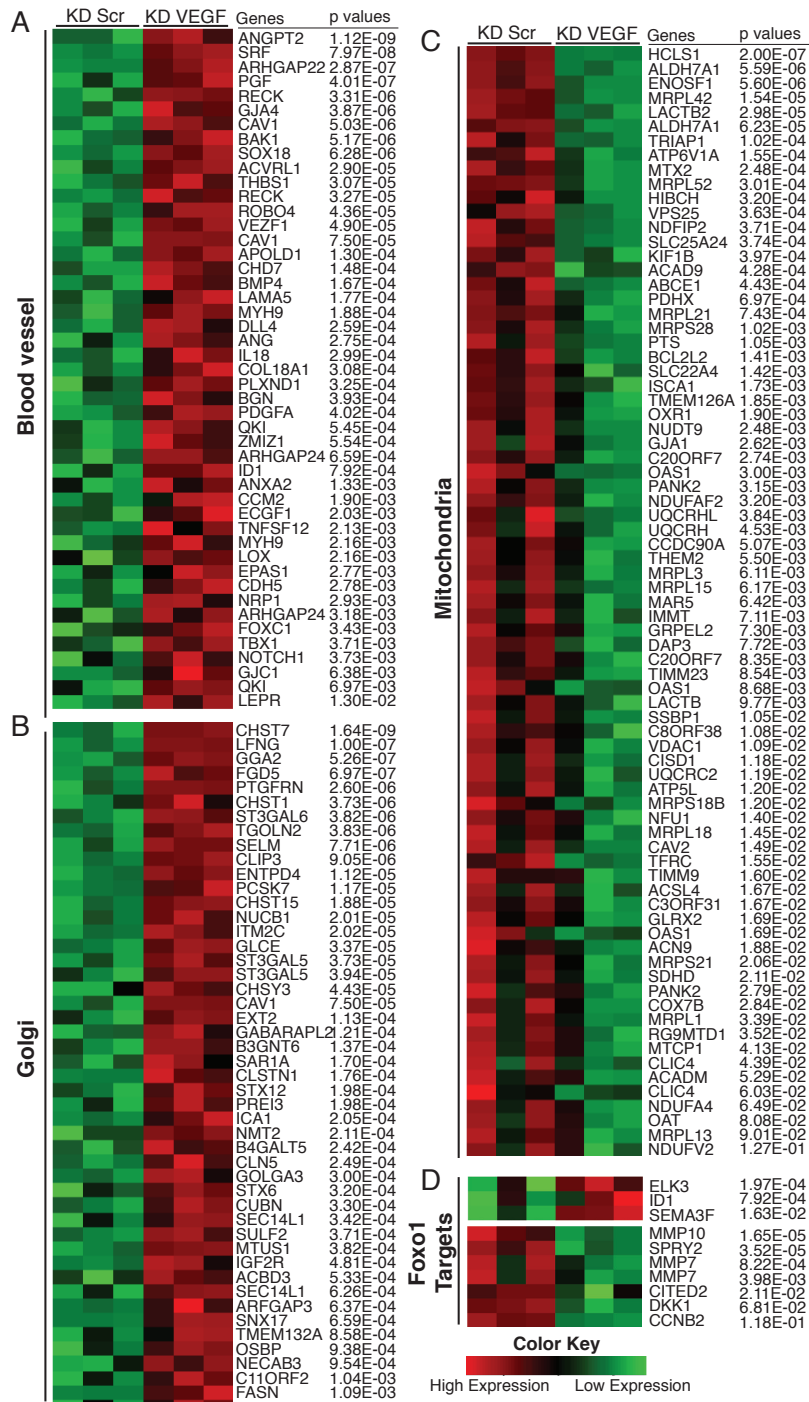 A
KD Scr KD VEGF Genes p values
Blood vessel
ANGPT2 1.12E-09
SRF 7.97E-08
ARHGAP22 2.87E-07
PGF 4.01E-07
RECK 3.31E-06
GJA4 3.87E-06
CAV1 5.03E-06
BAK1 5.17E-06
SOX18 6.28E-06
ACVRL1 2.90E-05
THBS1 3.07E-05
RECK 3.27E-05
ROBO4 4.36E-05
VEZF1 4.90E-05
CAV1 7.50E-05
APOLD1 1.30E-04
CHD7 1.48E-04
BMP4 1.67E-04
LAMA5 1.77E-04
MYH9 1.88E-04
DLL4 2.59E-04
ANG 2.75E-04
IL18 2.99E-04
COL18A1 3.08E-04
PLXND1 3.25E-04
BGN 3.93E-04
PDGFA 4.02E-04
QKI 5.45E-04
ZMIZ1 5.54E-04
ARHGAP24 6.59E-04
ID1 7.92E-04
ANXA2 1.33E-03
CCM2 1.90E-03
ECGF1 2.03E-03
TNFSF12 2.13E-03
MYH9 2.16E-03
LOX 2.16E-03
EPAS1 2.77E-03
CDH5 2.78E-03
NRP1 2.93E-03
ARHGAP24 3.18E-03
FOXC1 3.43E-03
TBX1 3.71E-03
NOTCH1 3.73E-03
GJC1 6.38E-03
QKI 6.97E-03
LEPR 1.30E-02
B
Golgi
CHST7 1.64E-09
LFNG 1.00E-07
GGA2 5.26E-07
FGD5 6.97E-07
PTGFRN 2.60E-06
CHST1 3.73E-06
ST3GAL6 3.82E-06
TGOLN2 3.83E-06
SELM 7.71E-06
CLIP3 9.05E-06
ENTPD4 1.12E-05
PCSK7 1.17E-05
CHST15 1.88E-05
NUCB1 2.01E-05
ITM2C 2.02E-05
GLCE 3.37E-05
ST3GAL5 3.73E-05
ST3GAL5 3.94E-05
CHSY3 4.43E-05
CAV1 7.50E-05
EXT2 1.13E-04
GABARAPL2 1.21E-04
B3GNT6 1.37E-04
SAR1A 1.70E-04
CLSTN1 1.76E-04
STX12 1.98E-04
PREI3 1.98E-04
ICA1 2.05E-04
NMT2 2.11E-04
B4GALT5 2.42E-04
CLN5 2.49E-04
GOLGA3 3.00E-04
STX6 3.20E-04
CUBN 3.30E-04
SEC14L1 3.42E-04
SULF2 3.71E-04
MTUS1 3.82E-04
IGF2R 4.81E-04
ACBD3 5.33E-04
SEC14L1 6.26E-04
ARFGAP3 6.37E-04
SNX17 6.59E-04
TMEM132A 8.58E-04
OSBP 9.38E-04
NECAB3 9.54E-04
C11ORF2 1.04E-03
FASN 1.09E-03
C
KD Scr KD VEGF Genes p values
Mitochondria
HCLS1 2.00E-07
ALDH7A1 5.59E-06
ENOSF1 5.60E-06
MRPL42 1.54E-05
LACTB2 2.98E-05
ALDH7A1 6.23E-05
TRIAP1 1.02E-04
ATP6V1A 1.55E-04
MTX2 2.48E-04
MRPL52 3.01E-04
HIBCH 3.20E-04
VPS25 3.63E-04
NDFIP2 3.71E-04
SLC25A24 3.74E-04
KIF1B 3.97E-04
ACAD9 4.28E-04
ABCE1 4.43E-04
PDHX 6.97E-04
MRPL21 7.43E-04
MRPS28 1.02E-03
PTS 1.05E-03
BCL2L2 1.41E-03
SLC22A4 1.42E-03
ISCA1 1.73E-03
TMEM126A 1.85E-03
OXR1 1.90E-03
NUDT9 2.48E-03
GJA1 2.62E-03
C20ORF7 2.74E-03
OAS1 3.00E-03
PANK2 3.15E-03
NDUFAF2 3.20E-03
UQCRHL 3.84E-03
UQCRH 4.53E-03
CCDC90A 5.07E-03
THEM2 5.50E-03
MRPL3 6.11E-03
MRPL15 6.17E-03
MAR5 6.42E-03
IMMT 7.11E-03
GRPEL2 7.30E-03
DAP3 7.72E-03
C20ORF7 8.35E-03
TIMM23 8.54E-03
OAS1 8.68E-03
LACTB 9.77E-03
SSBP1 1.05E-02
C8ORF38 1.08E-02
VDAC1 1.09E-02
CISD1 1.18E-02
UQCRC2 1.19E-02
ATP5L 1.20E-02
MRPS18B 1.20E-02
NFU1 1.40E-02
MRPL18 1.45E-02
CAV2 1.49E-02
TFRC 1.55E-02
TIMM9 1.60E-02
ACSL4 1.67E-02
C3ORF31 1.67E-02
GLRX2 1.69E-02
OAS1 1.69E-02
ACN9 1.88E-02
MRPS21 2.06E-02
SDHD 2.11E-02
PANK2 2.79E-02
COX7B 2.84E-02
MRPL1 3.39E-02
RG9MTD1 3.52E-02
MTCP1 4.13E-02
CLIC4 4.39E-02
ACADM 5.29E-02
CLIC4 6.03E-02
NDUFA4 6.49E-02
OAT 8.08E-02
MRPL13 9.01E-02
NDUFV2 1.27E-01
D
Foxo1
Targets
ELK3 1.97E-04
ID1 7.92E-04
SEMA3F 1.63E-02
MMP10 1.65E-05
SPRY2 3.52E-05
MMP7 8.22E-04
MMP7 3.98E-03
CITED2 2.11E-02
DKK1 6.81E-02
CCNB2 1.18E-01
Color Key
High Expression Low Expression